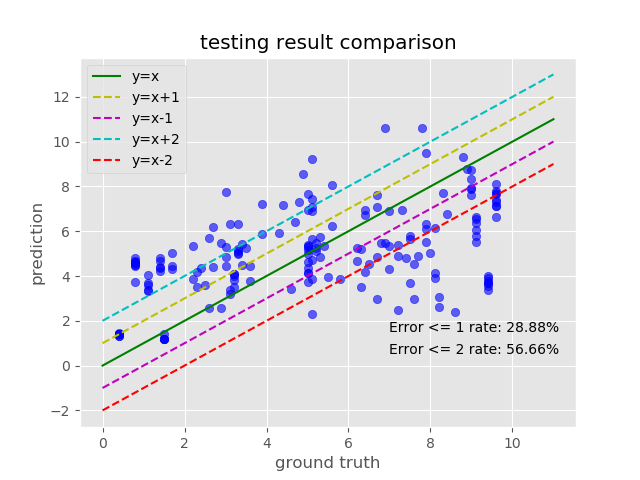 testing result comparison
y=x
y=x+1
y=x-1
y=x+2
y=x-2
12
10
8
6
4
2
0
−2
prediction
Error <= 1 rate: 28.88%
Error <= 2 rate: 56.66%
0 2 4 6 8 10
ground truth